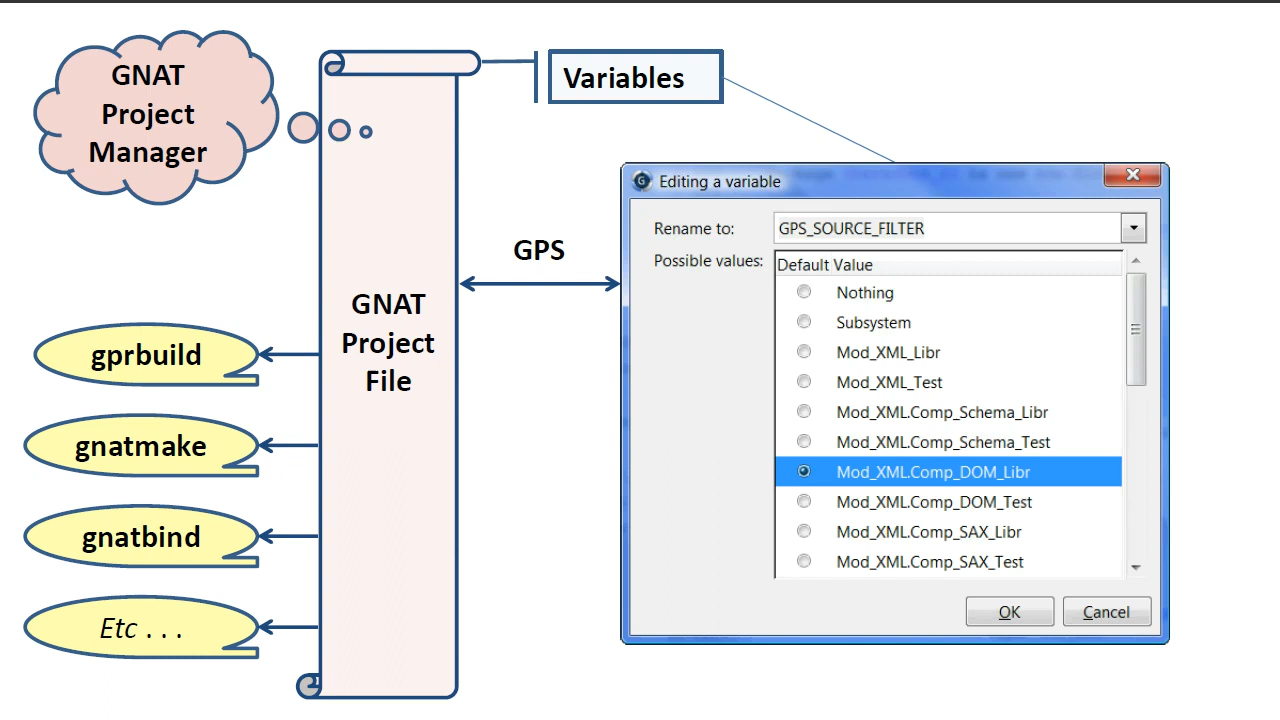 GNAT
Project
Manager
Variables
GPS
GNAT
Project
File
gprbuild
gnatmake
gnatbind
Etc . . .
Editing a variable
Rename to: GPS_SOURCE_FILTER
Possible values:
Default Value
Nothing
Subsystem
Mod_XML_Libr
Mod_XML_Test
Mod_XML.Comp_Schema_Libr
Mod_XML.Comp_Schema_Test
Mod_XML.Comp_DOM_Libr
Mod_XML.Comp_DOM_Test
Mod_XML.Comp_SAX_Libr
Mod_XML.Comp_SAX_Test
OK Cancel